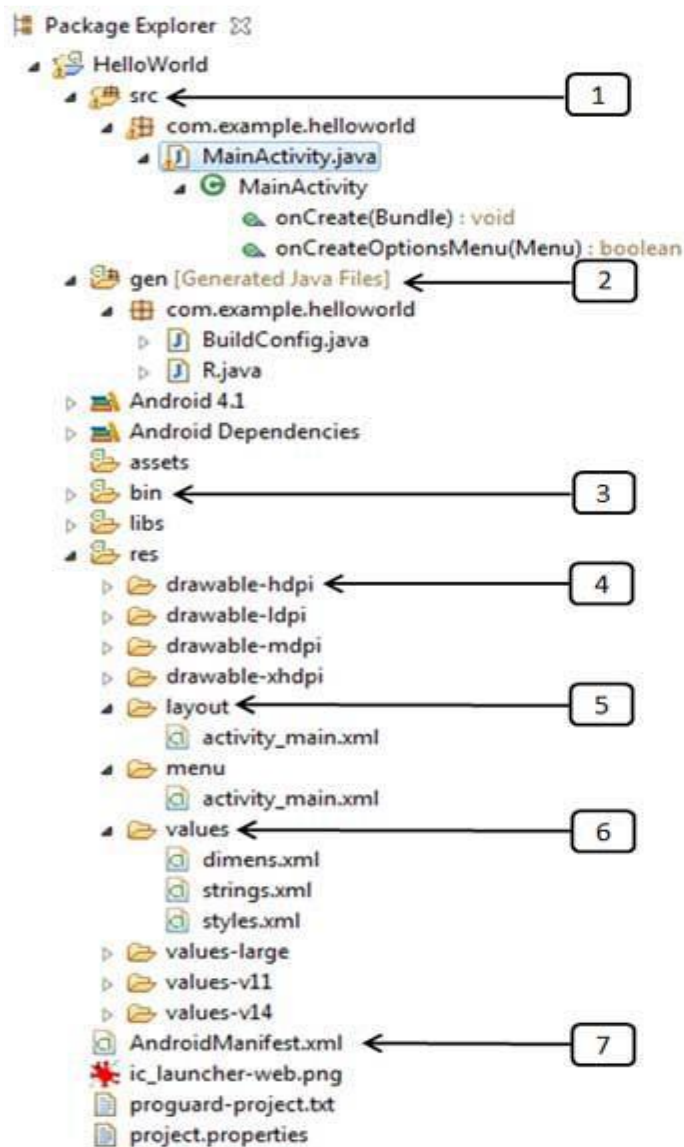 Package Explorer
HelloWorld
src 1
com.example.helloworld
MainActivity.java
MainActivity
onCreate(Bundle) : void
onCreateOptionsMenu(Menu) : boolean
gen [Generated Java Files] 2
com.example.helloworld
BuildConfig.java
R.java
Android 4.1
Android Dependencies
assets
bin 3
libs
res
drawable-hdpi 4
drawable-ldpi
drawable-mdpi
drawable-xhdpi
layout 5
activity_main.xml
menu
activity_main.xml
values 6
dimens.xml
strings.xml
styles.xml
values-large
values-v11
values-v14
AndroidManifest.xml 7
ic_launcher-web.png
proguard-project.txt
project.properties